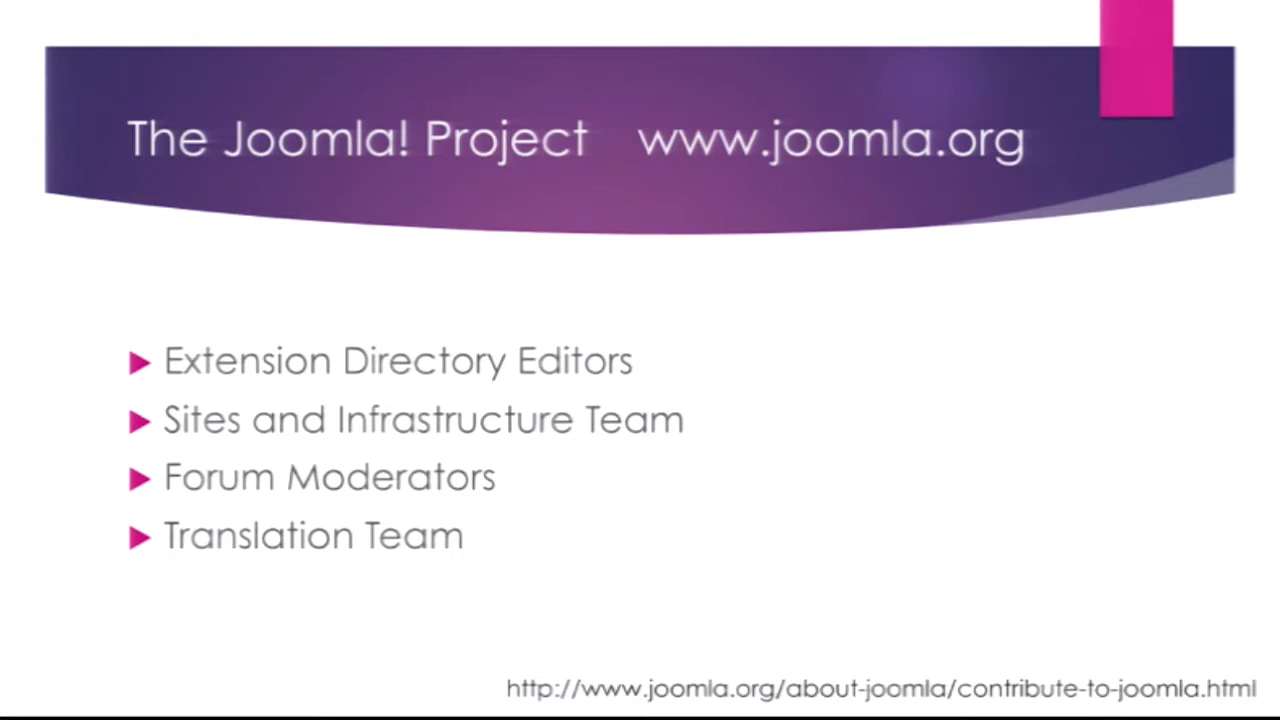 The Joomla! Project www.joomla.org
Extension Directory Editors
Sites and Infrastructure Team
Forum Moderators
Translation Team
http://www.joomla.org/about-joomla/contribute-to-joomla.html